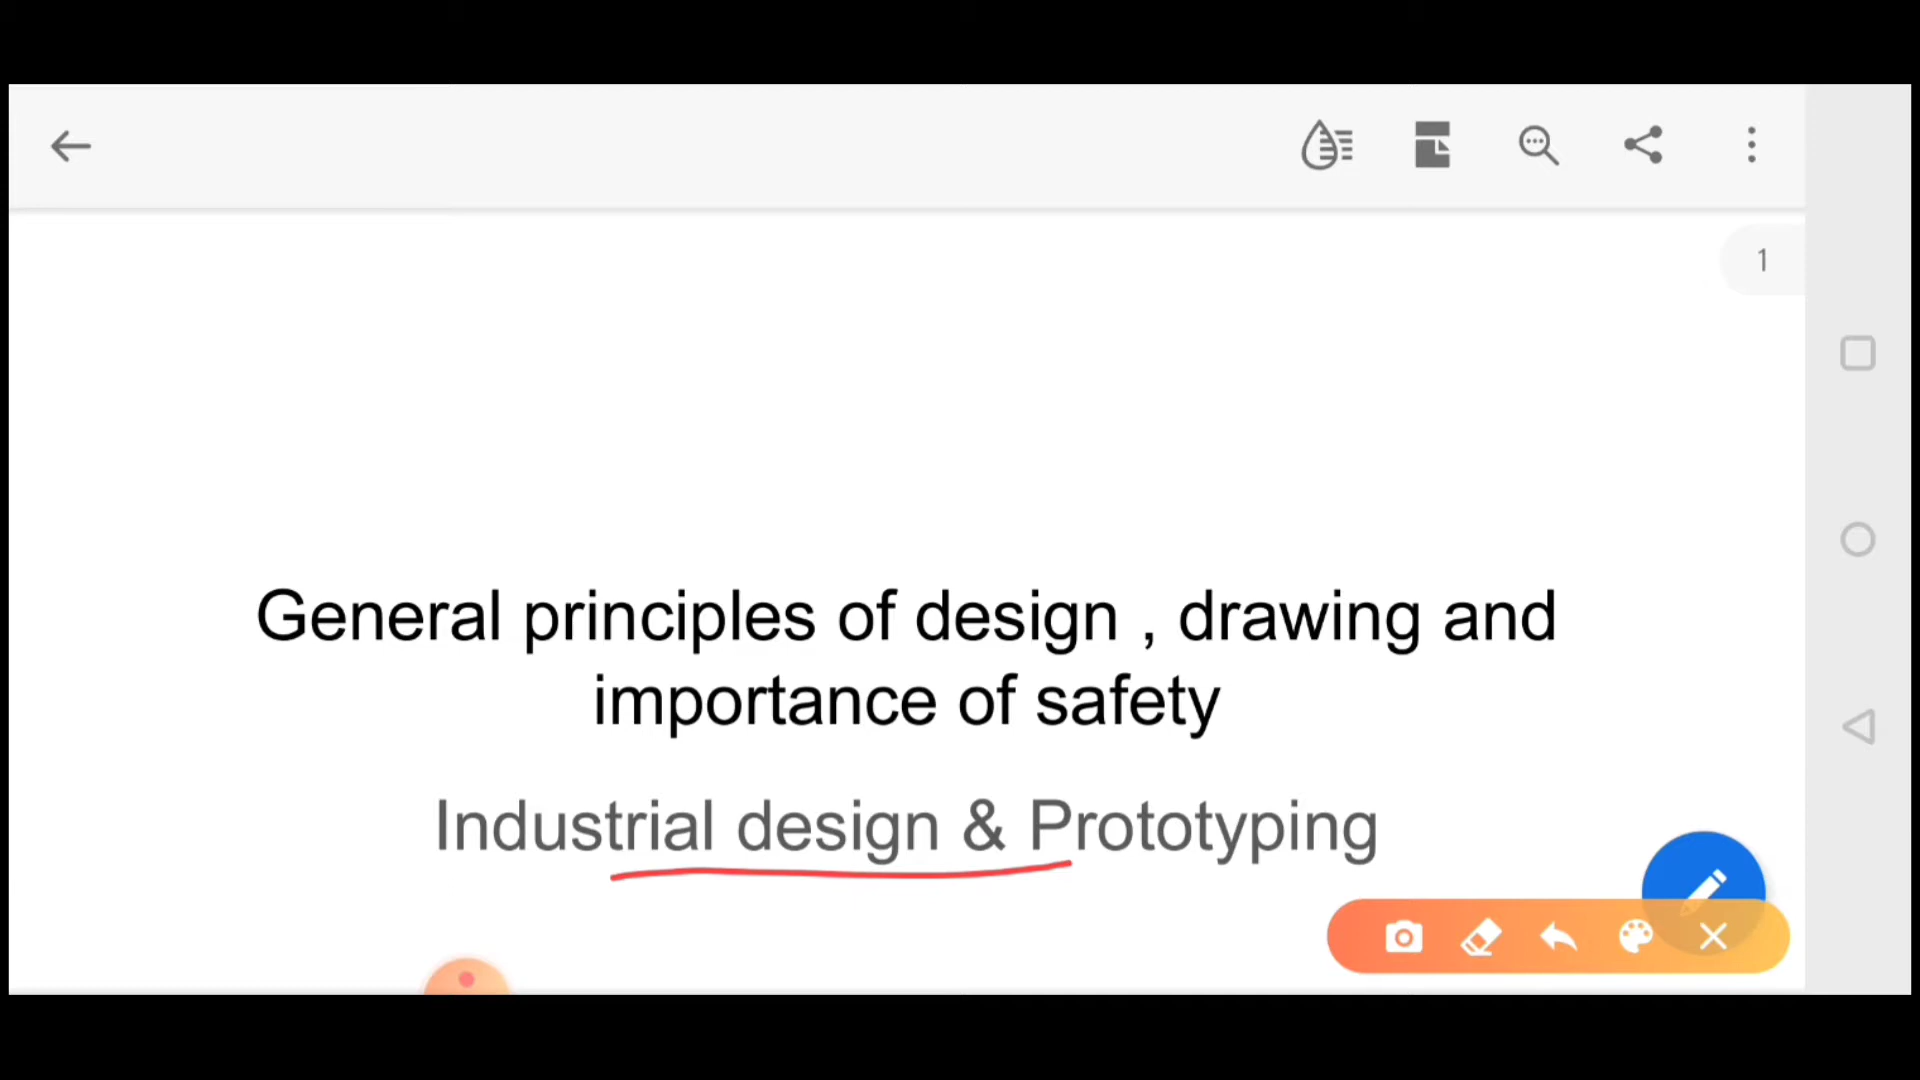 1
General principles of design , drawing and
importance of safety
Industrial design & Prototyping